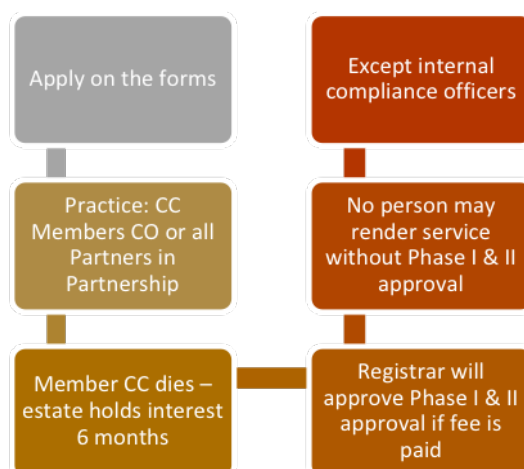 Apply on the forms
Practice: CC
Members CO or all
Partners in
Partnership
Member CC dies –
estate holds interest
6 months
Registrar will
approve Phase I & II
approval if fee is
paid
No person may
render service
without Phase I & II
approval
Except internal
compliance officers